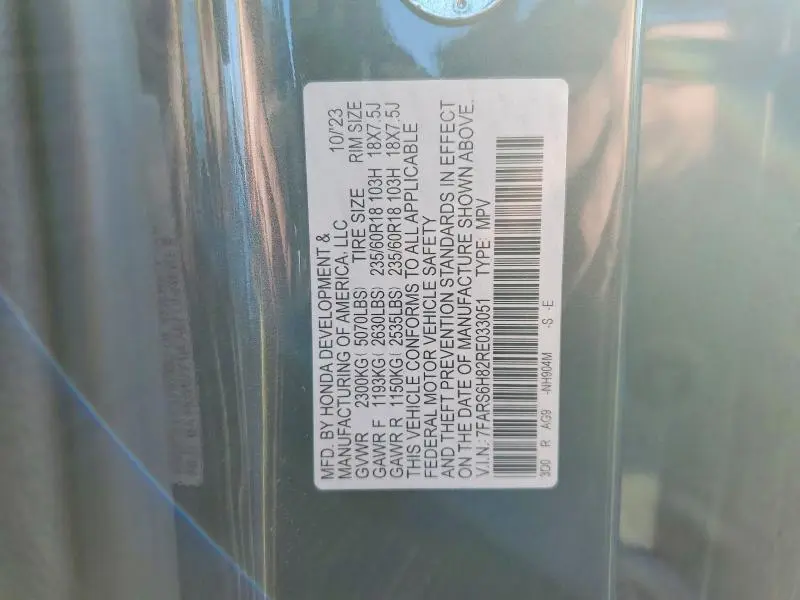 MFD. BY HONDA DEVELOPMENT & 10/'23
MANUFACTURING OF AMERICA, LLC
TIRE SIZE RIM SIZE
GVWR 2300KG( 5070LBS)
GAWR F 1193KG( 2630LBS) 235/60R18 103H 18X7.5J
GAWR R 1150KG( 2535LBS) 235/60R18 103H 18X7.5J
THIS VEHICLE CONFORMS TO ALL APPLICABLE
FEDERAL MOTOR VEHICLE SAFETY
AND THEFT PREVENTION STANDARDS IN EFFECT
ON THE DATE OF MANUFACTURE SHOWN ABOVE.
V.I.N.: 7FARS6H82RE033051 TYPE: MPV
3D0 R AG9 -NH904M -S -E